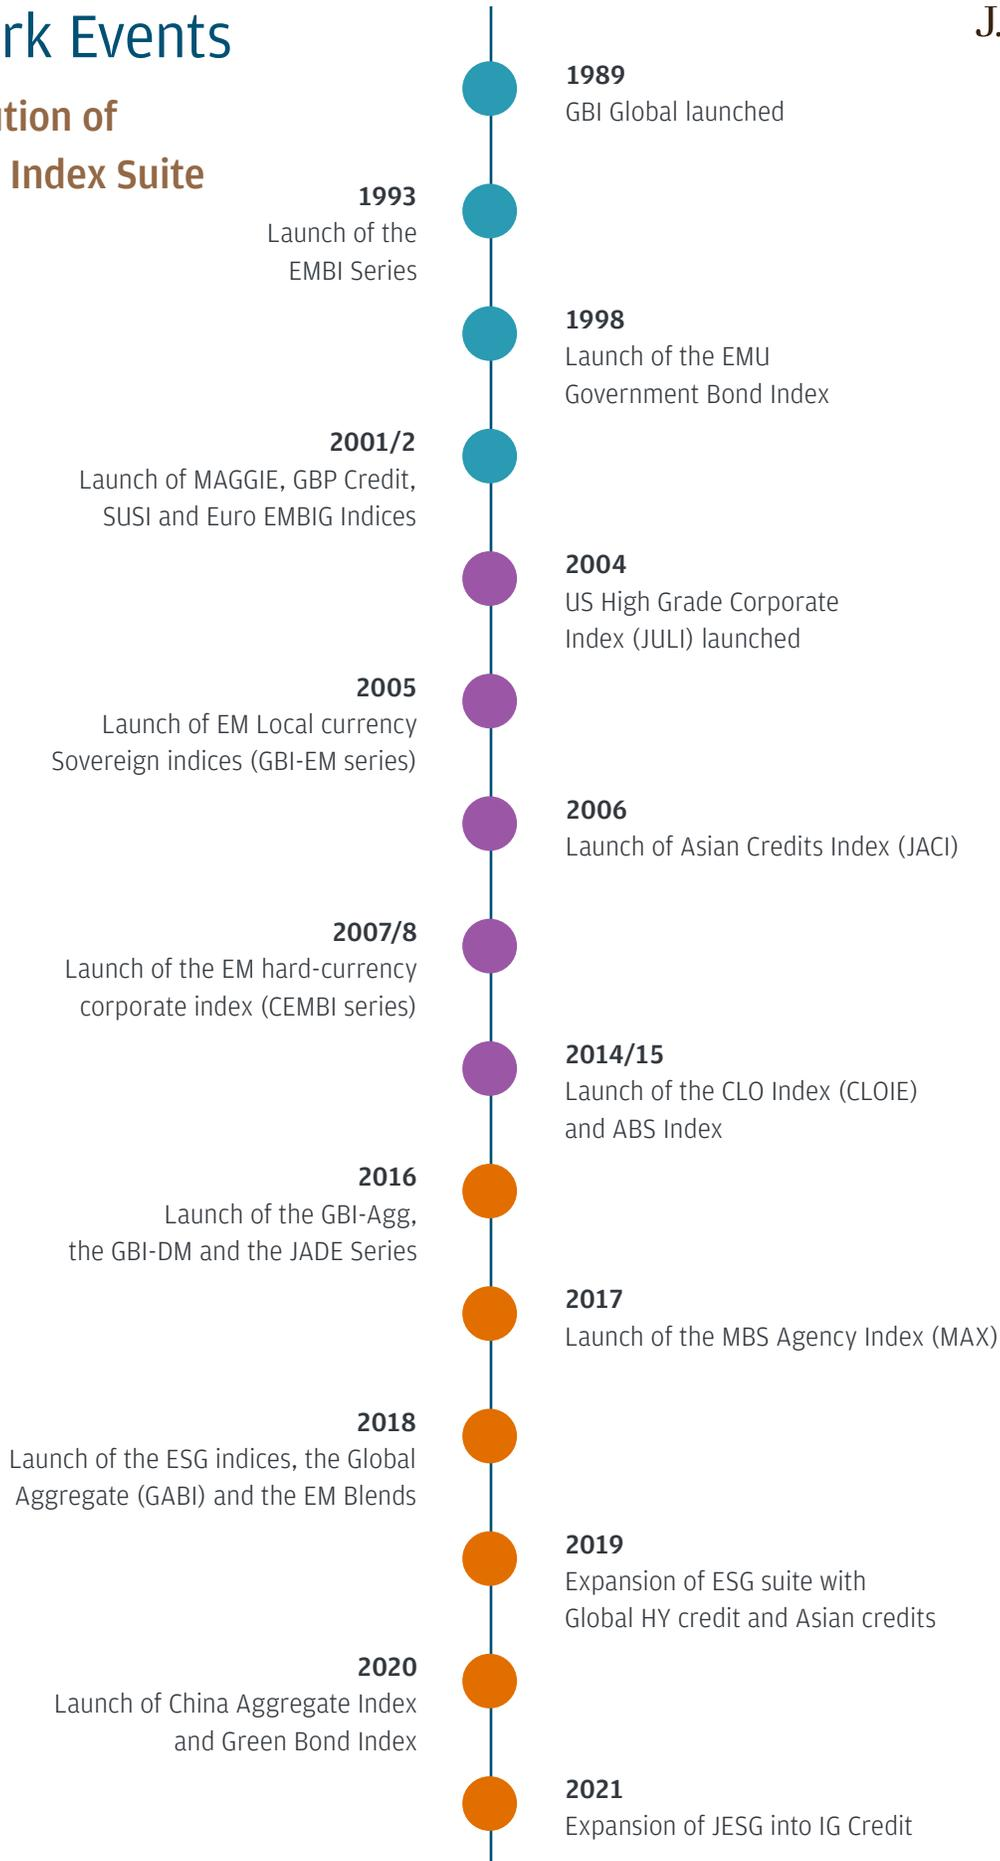 rk Events
ution of
Index Suite
J.
1989
GBI Global launched
1993
Launch of the
EMBI Series
1998
Launch of the EMU
Government Bond Index
2001/2
Launch of MAGGIE, GBP Credit,
SUSI and Euro EMBIG Indices
2004
US High Grade Corporate
Index (JULI) launched
2005
Launch of EM Local currency
Sovereign indices (GBI-EM series)
2006
Launch of Asian Credits Index (JACI)
2007/8
Launch of the EM hard-currency
corporate index (CEMBI series)
2014/15
Launch of the CLO Index (CLOIE)
and ABS Index
2016
Launch of the GBI-Agg,
the GBI-DM and the JADE Series
2017
Launch of the MBS Agency Index (MAX)
2018
Launch of the ESG indices, the Global
Aggregate (GABI) and the EM Blends
2019
Expansion of ESG suite with
Global HY credit and Asian credits
2020
Launch of China Aggregate Index
and Green Bond Index
2021
Expansion of JESG into IG Credit